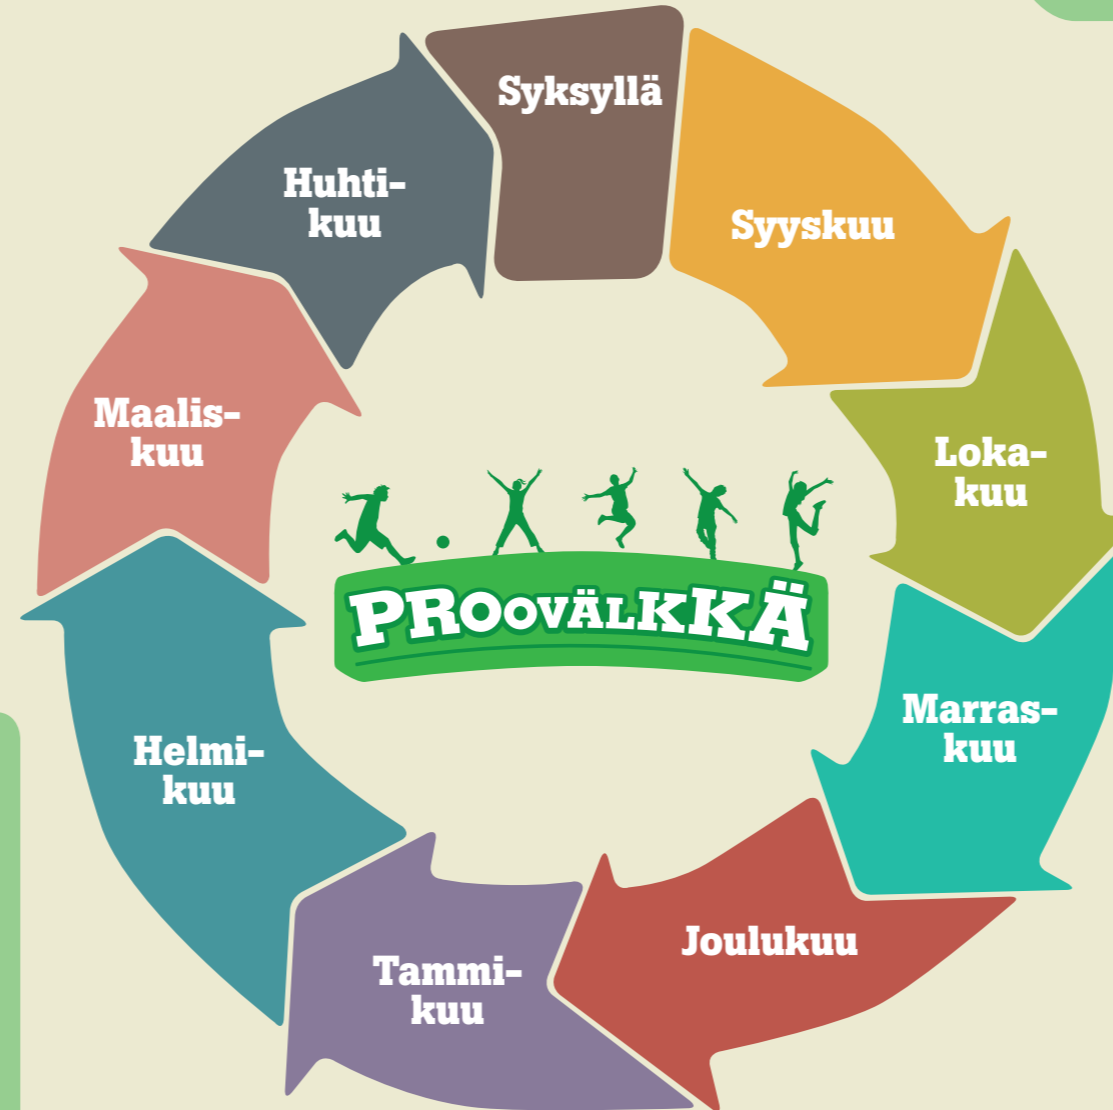 Syksyllä
Syyskuu
Loka-
kuu
Marras-
kuu
Joulukuu
Tammi-
kuu
Helmi-
kuu
Maalis-
kuu
Huhti-
kuu
PROOVÄLKKÄ